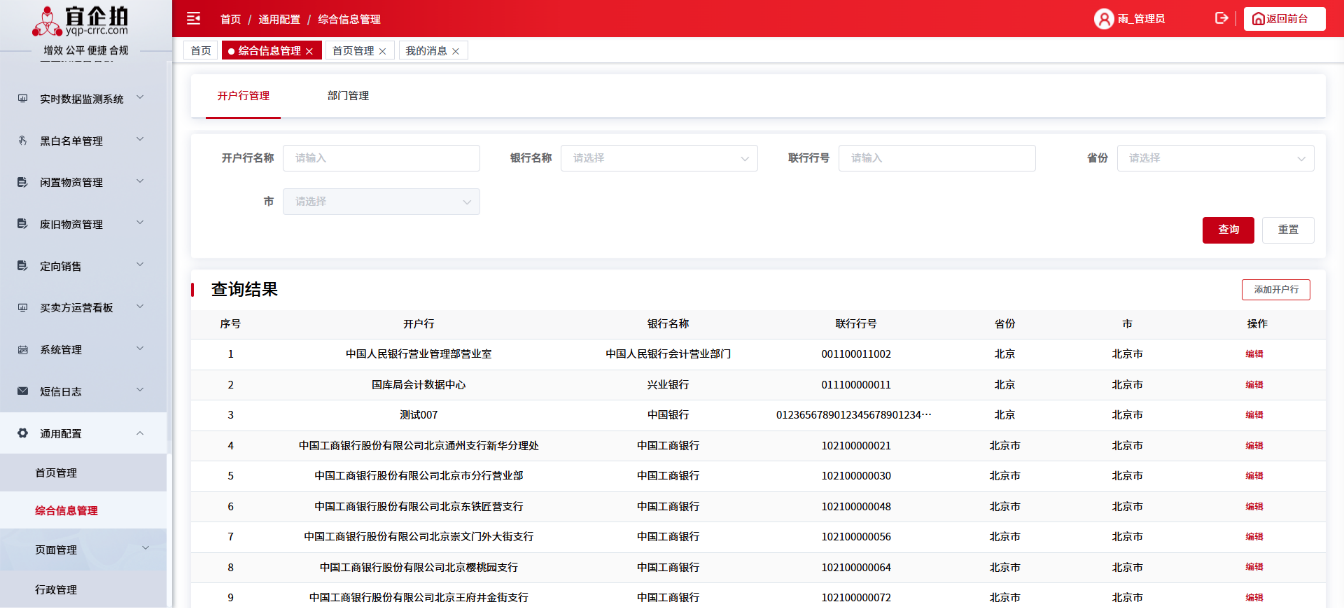 宜企拍
yqp-crrc.com
增效 公平 便捷 合规
首页 / 通用配置 / 综合信息管理
雨_管理员
返回前台
首页
综合信息管理 ×
首页管理 ×
我的消息 ×
实时数据监测系统
黑白名单管理
闲置物资管理
废旧物资管理
定向销售
买卖方运营看板
系统管理
短信日志
通用配置
首页管理
综合信息管理
页面管理
行政管理
开户行管理 部门管理
开户行名称 请输入 银行名称 请选择 联行行号 请输入 省份 请选择
市 请选择
查询 重置
查询结果 添加开户行
序号 开户行 银行名称 联行行号 省份 市 操作
1 中国人民银行营业管理部营业室 中国人民银行会计营业部门 001100011002 北京 北京市 编辑
2 国库局会计数据中心 兴业银行 011100000011 北京 北京市 编辑
3 测试007 中国银行 0123656789012345678901234… 北京 北京市 编辑
4 中国工商银行股份有限公司北京通州支行新华分理处 中国工商银行 102100000021 北京市 北京市 编辑
5 中国工商银行股份有限公司北京市分行营业部 中国工商银行 102100000030 北京市 北京市 编辑
6 中国工商银行股份有限公司北京东铁匠营支行 中国工商银行 102100000048 北京市 北京市 编辑
7 中国工商银行股份有限公司北京崇文门外大街支行 中国工商银行 102100000056 北京市 北京市 编辑
8 中国工商银行股份有限公司北京樱桃园支行 中国工商银行 102100000064 北京市 北京市 编辑
9 中国工商银行股份有限公司北京王府井金街支行 中国工商银行 102100000072 北京市 北京市 编辑